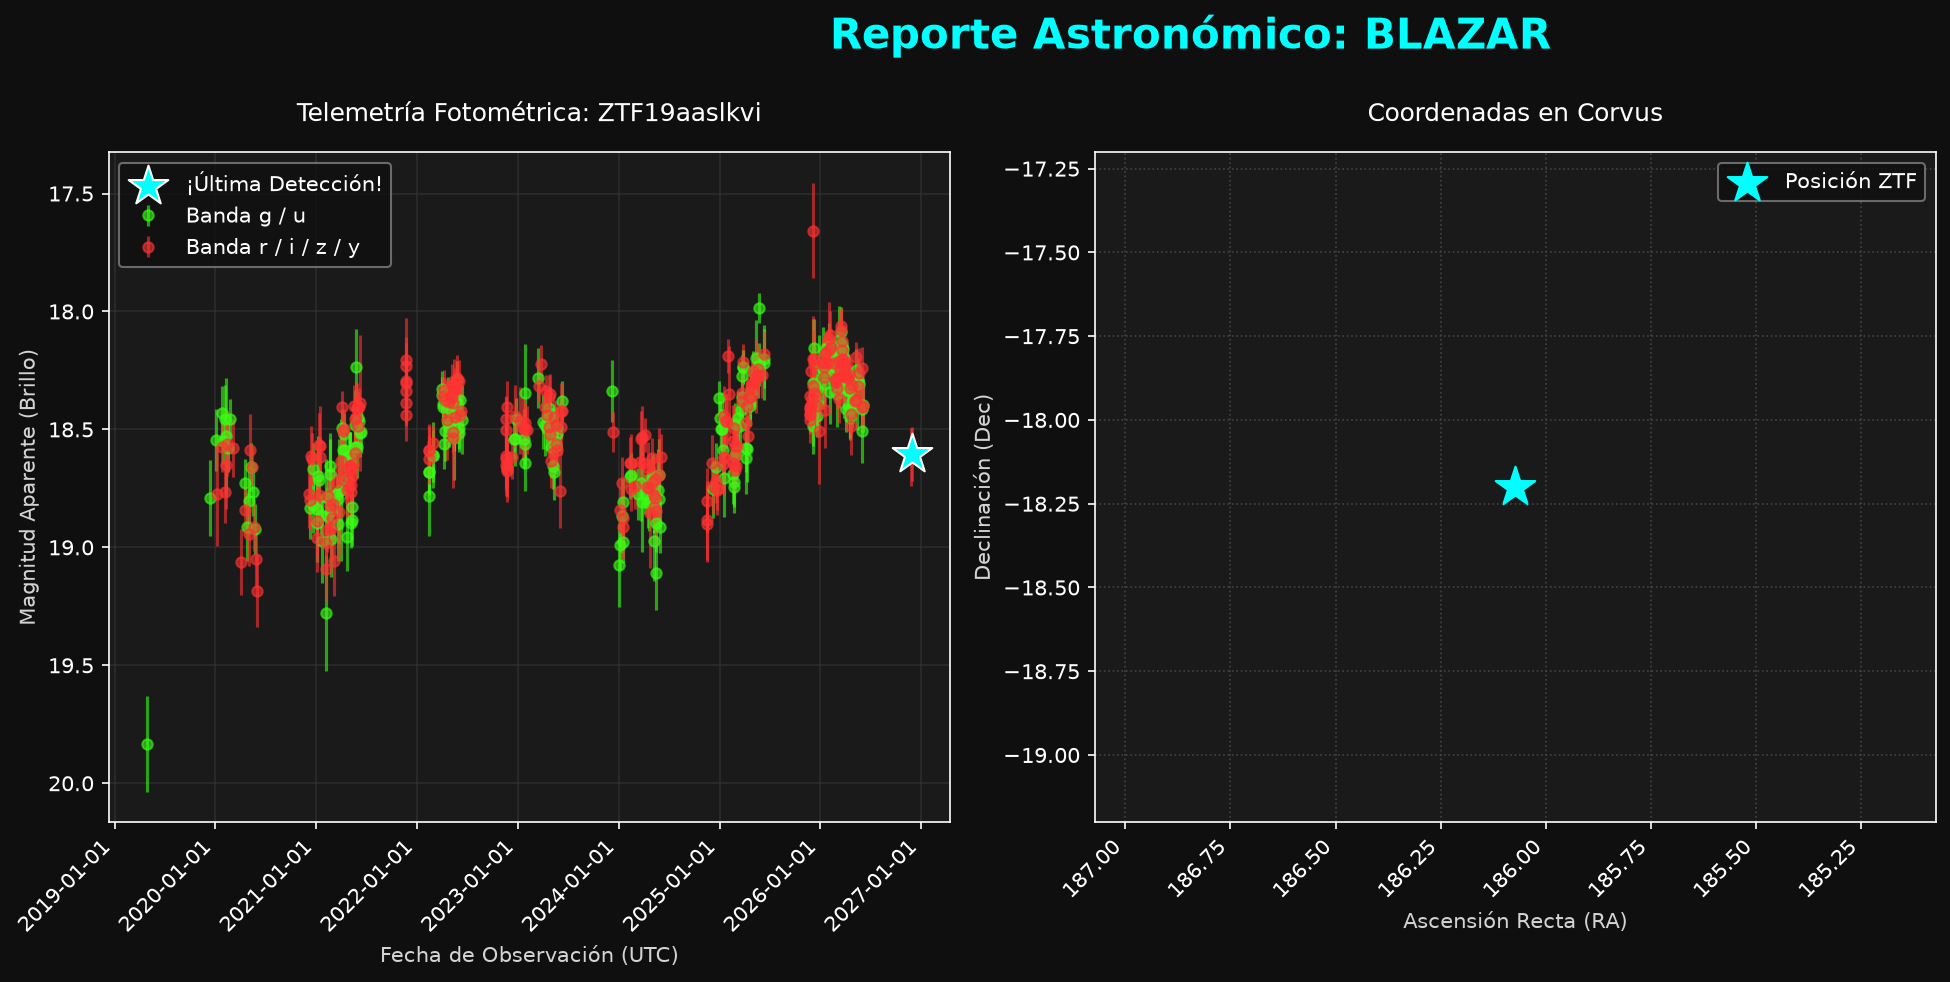 Reporte Astronómico: BLAZAR
Telemetría Fotométrica: ZTF19aaslkvi
¡Última Detección!
Banda g / u
Banda r / i / z / y
Magnitud Aparente (Brillo)
17.5
18.0
18.5
19.0
19.5
20.0
2019-01-01
2020-01-01
2021-01-01
2022-01-01
2023-01-01
2024-01-01
2025-01-01
2026-01-01
2027-01-01
Fecha de Observación (UTC)
Coordenadas en Corvus
Posición ZTF
Declinación (Dec)
−17.25
−17.50
−17.75
−18.00
−18.25
−18.50
−18.75
−19.00
187.00
186.75
186.50
186.25
186.00
185.75
185.50
185.25
Ascensión Recta (RA)